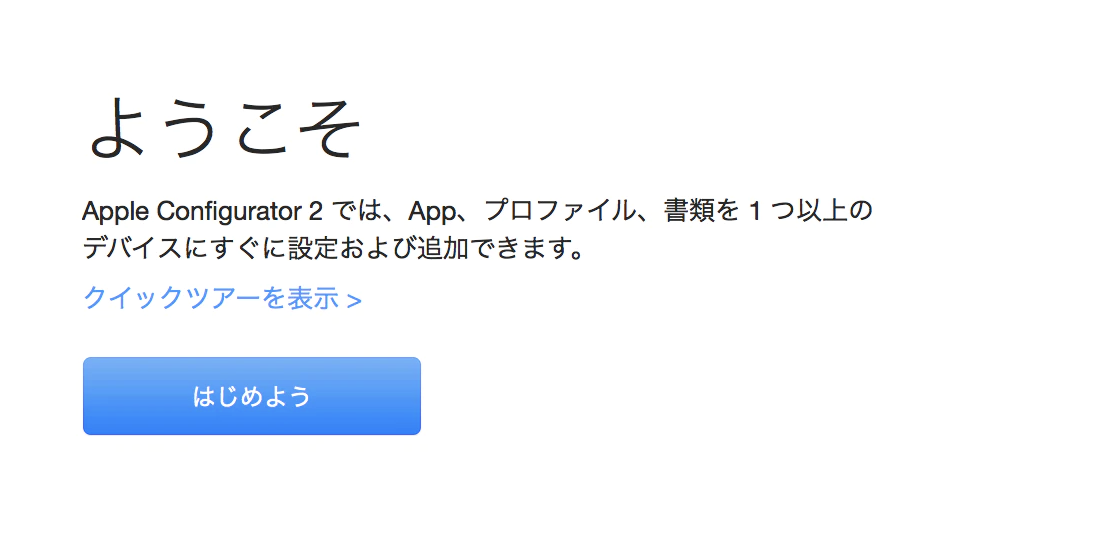 ようこそ
Apple Configurator 2 では、App、プロファイル、書類を 1 つ以上の
デバイスにすぐに設定および追加できます。
クイックツアーを表示 >
はじめよう